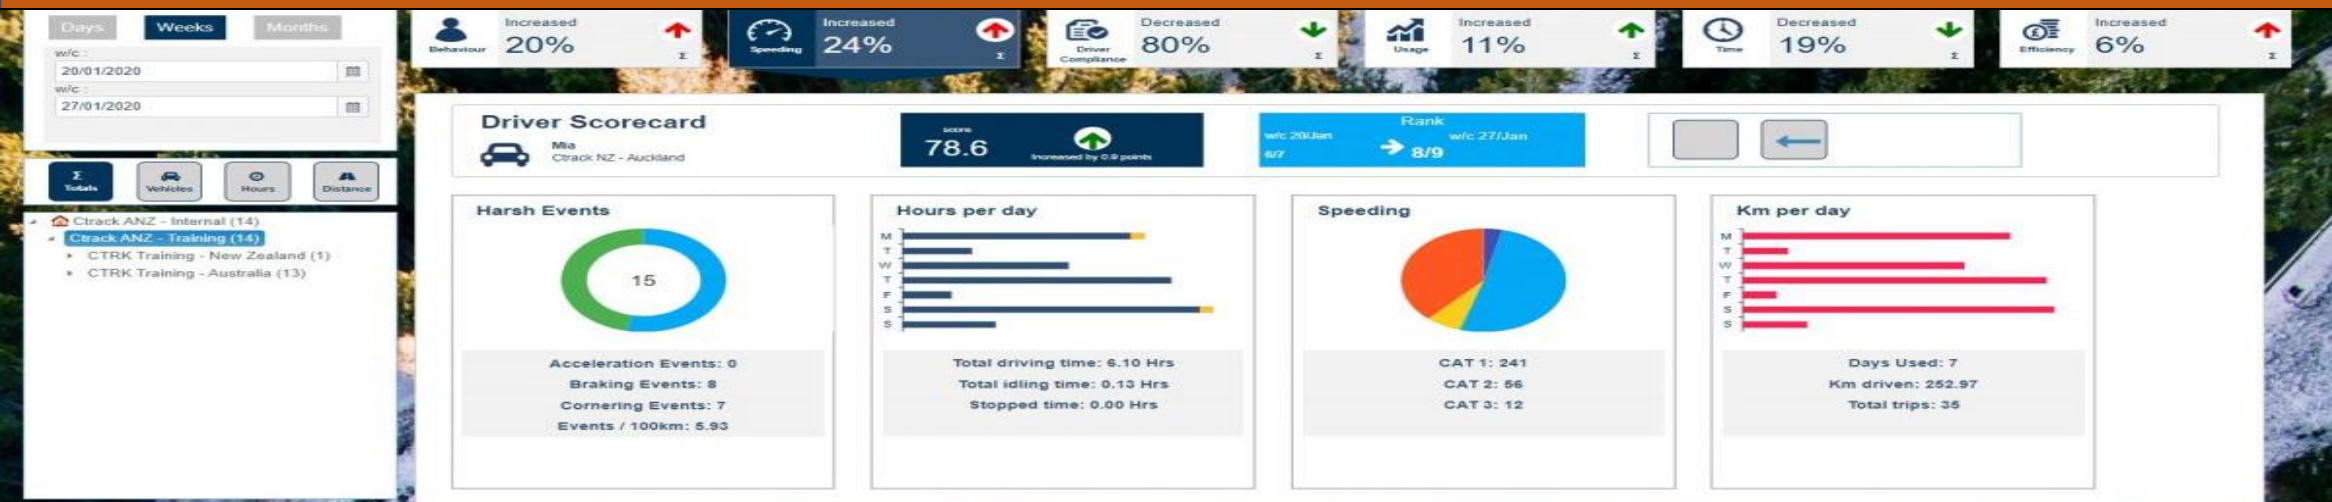 Days Weeks Months
w/c :
20/01/2020
w/c :
27/01/2020
Σ Totals
Vehicles
Hours
Distance
Ctrack ANZ - Internal (14)
Ctrack ANZ - Training (14)
CTRK Training - New Zealand (1)
CTRK Training - Australia (13)
Behaviour
Increased
20%
Σ
Speeding
Increased
24%
Σ
Driver Compliance
Decreased
80%
Σ
Usage
Increased
11%
Σ
Time
Decreased
19%
Σ
Efficiency
Increased
6%
Σ
Driver Scorecard
Mia
Ctrack NZ - Auckland
score
78.6
Increased by 0.9 points
Rank
w/c 20/Jan
6/7
w/c 27/Jan
8/9
Harsh Events
15
Acceleration Events: 0
Braking Events: 8
Cornering Events: 7
Events / 100km: 5.93
Hours per day
M
T
W
T
F
S
S
Total driving time: 6.10 Hrs
Total idling time: 0.13 Hrs
Stopped time: 0.00 Hrs
Speeding
CAT 1: 241
CAT 2: 56
CAT 3: 12
Km per day
M
T
W
T
F
S
S
Days Used: 7
Km driven: 252.97
Total trips: 35